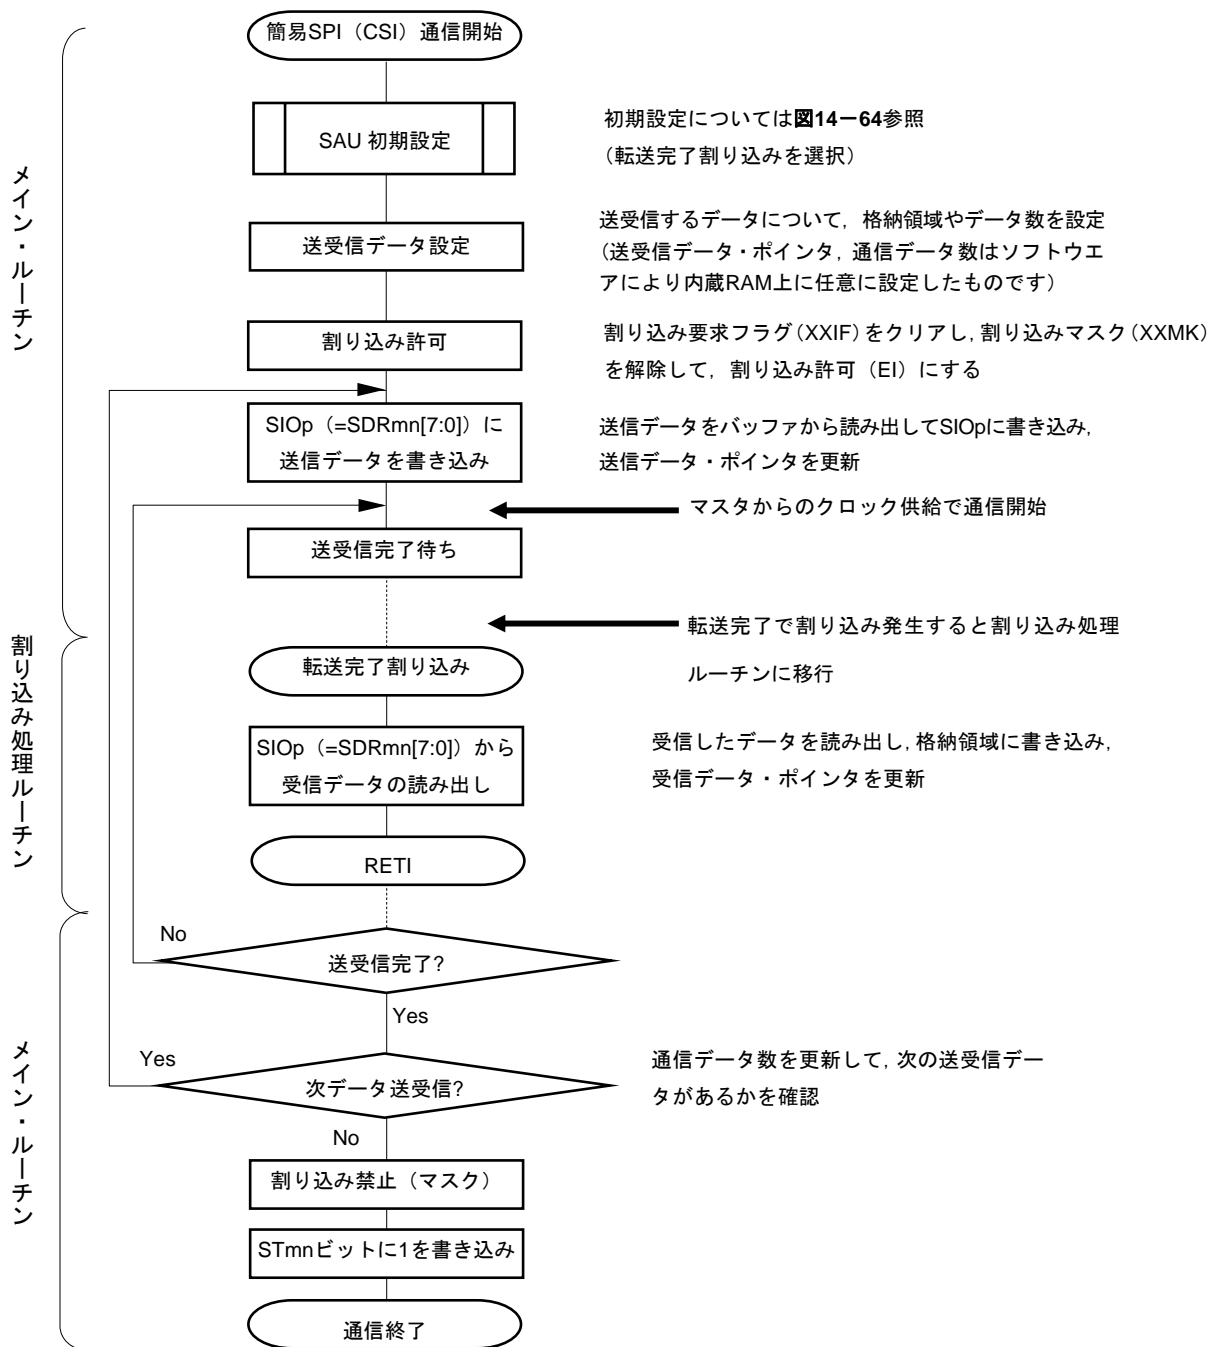 簡易SPI（CSI）通信開始
SAU 初期設定
初期設定については図14－64参照
（転送完了割り込みを選択）
メイン・ルーチン
送受信データ設定
送受信するデータについて，格納領域やデータ数を設定
（送受信データ・ポインタ，通信データ数はソフトウエ
アにより内蔵RAM上に任意に設定したものです）
割り込み許可
割り込み要求フラグ（XXIF）をクリアし，割り込みマスク（XXMK）
を解除して，割り込み許可（EI）にする
SIOp（=SDRmn[7:0]）に
送信データを書き込み
送信データをバッファから読み出してSIOpに書き込み，
送信データ・ポインタを更新
マスタからのクロック供給で通信開始
送受信完了待ち
転送完了で割り込み発生すると割り込み処理
ルーチンに移行
割り込み処理ルーチン
転送完了割り込み
SIOp（=SDRmn[7:0]）から
受信データの読み出し
受信したデータを読み出し，格納領域に書き込み，
受信データ・ポインタを更新
RETI
No
送受信完了?
Yes
メイン・ルーチン
Yes
次データ送受信?
通信データ数を更新して，次の送受信デー
タがあるかを確認
No
割り込み禁止（マスク）
STmnビットに1を書き込み
通信終了